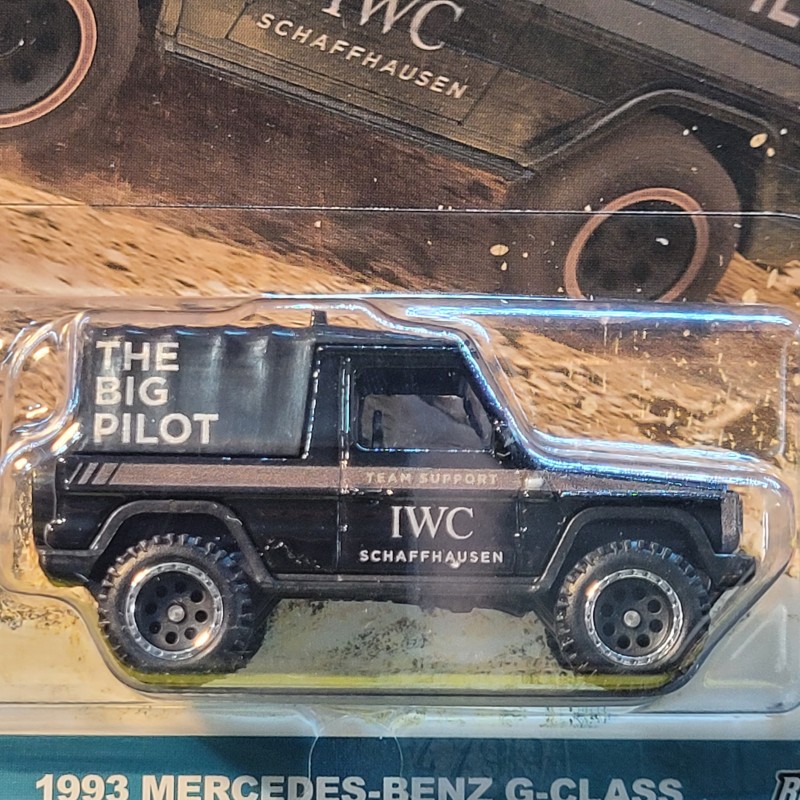 IWC
SCHAFFHAUSEN
THE
BIG
PILOT
TEAM SUPPORT
IWC
SCHAFFHAUSEN
1993 MERCEDES-BENZ G-CLASS